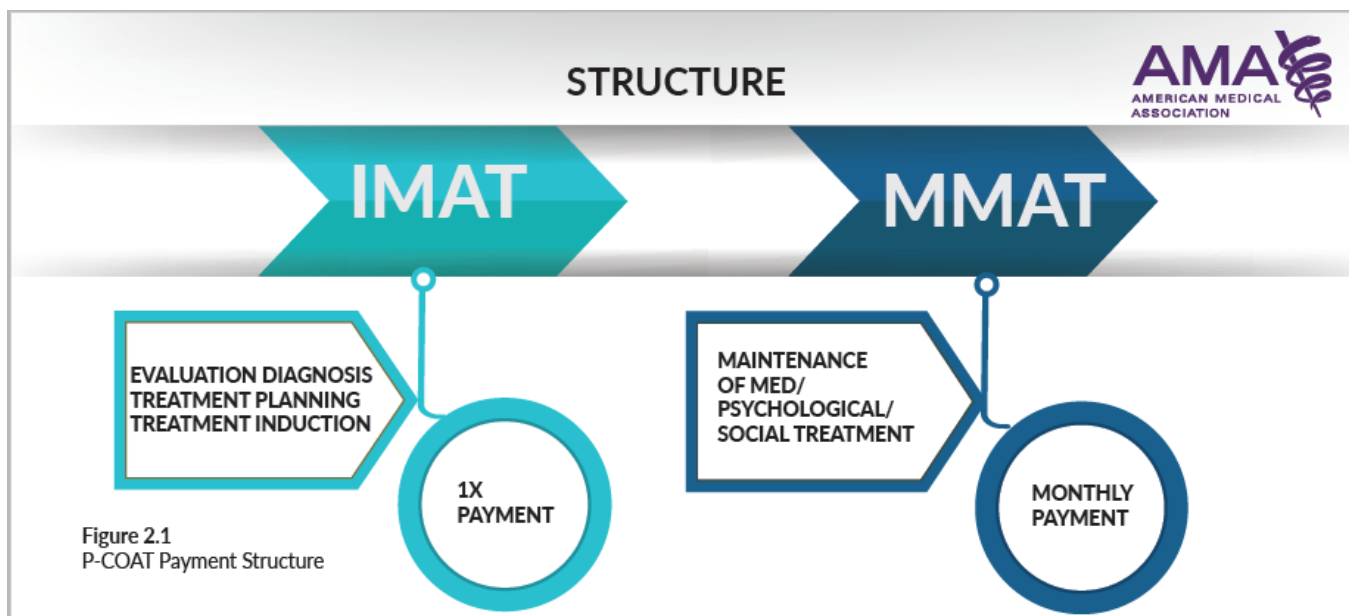 STRUCTURE
AMA
AMERICAN MEDICAL
ASSOCIATION
IMAT
MMAT
EVALUATION DIAGNOSIS
TREATMENT PLANNING
TREATMENT INDUCTION
1X
PAYMENT
MAINTENANCE
OF MED/
PSYCHOLOGICAL/
SOCIAL TREATMENT
MONTHLY
PAYMENT
Figure 2.1
P-COAT Payment Structure